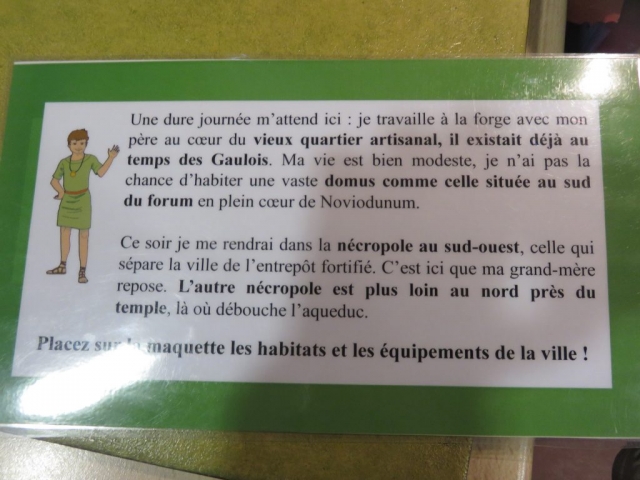 Une dure journée m’attend ici : je travaille à la forge avec mon
père au cœur du vieux quartier artisanal, il existait déjà au
temps des Gaulois. Ma vie est bien modeste, je n’ai pas la
chance d’habiter une vaste domus comme celle située au sud
du forum en plein cœur de Noviodunum.
Ce soir je me rendrai dans la nécropole au sud-ouest, celle qui
sépare la ville de l’entrepôt fortifié. C’est ici que ma grand-mère
repose. L’autre nécropole est plus loin au nord près du
temple, là où débouche l’aqueduc.
Placez sur la maquette les habitats et les équipements de la ville !